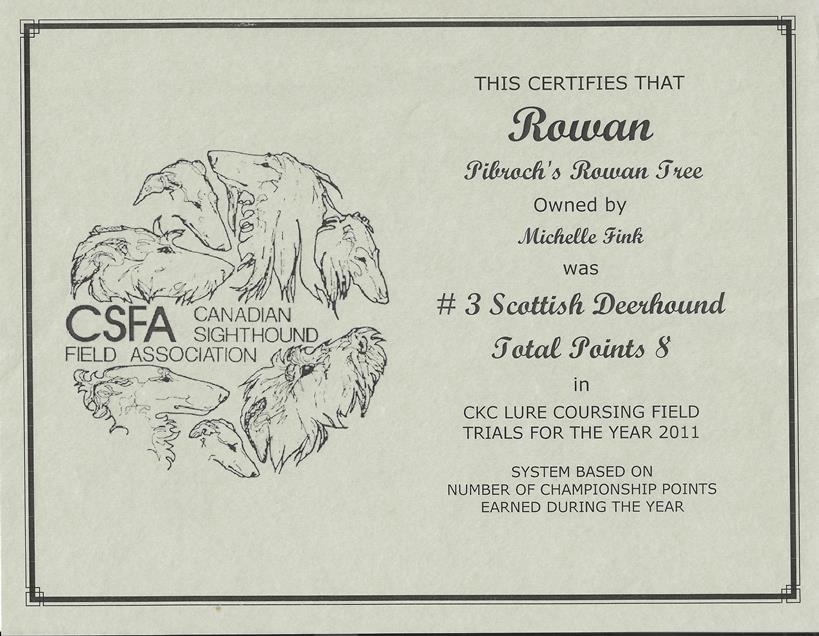 THIS CERTIFIES THAT
Rowan
Pibroch's Rowan Tree
Owned by
Michelle Fink
was
# 3 Scottish Deerhound
Total Points 8
in
CKC LURE COURSING FIELD
TRIALS FOR THE YEAR 2011
SYSTEM BASED ON
NUMBER OF CHAMPIONSHIP POINTS
EARNED DURING THE YEAR
CSFA CANADIAN
SIGHTHOUND
FIELD ASSOCIATION